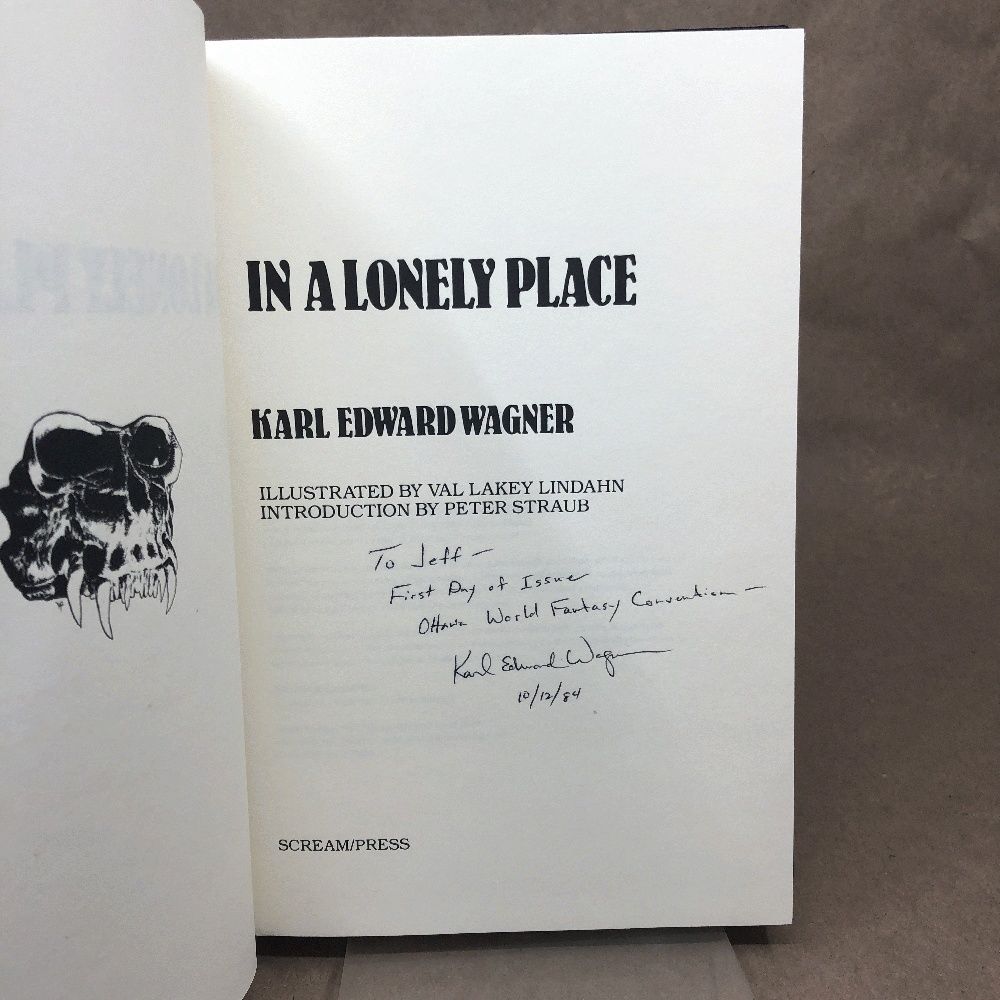 IN A LONELY PLACE
KARL EDWARD WAGNER
ILLUSTRATED BY VAL LAKEY LINDAHN
INTRODUCTION BY PETER STRAUB
To Jeff —
First Day of Issue
Ottawa World Fantasy Convention —
Karl Edward Wagner
10/12/84
SCREAM/PRESS